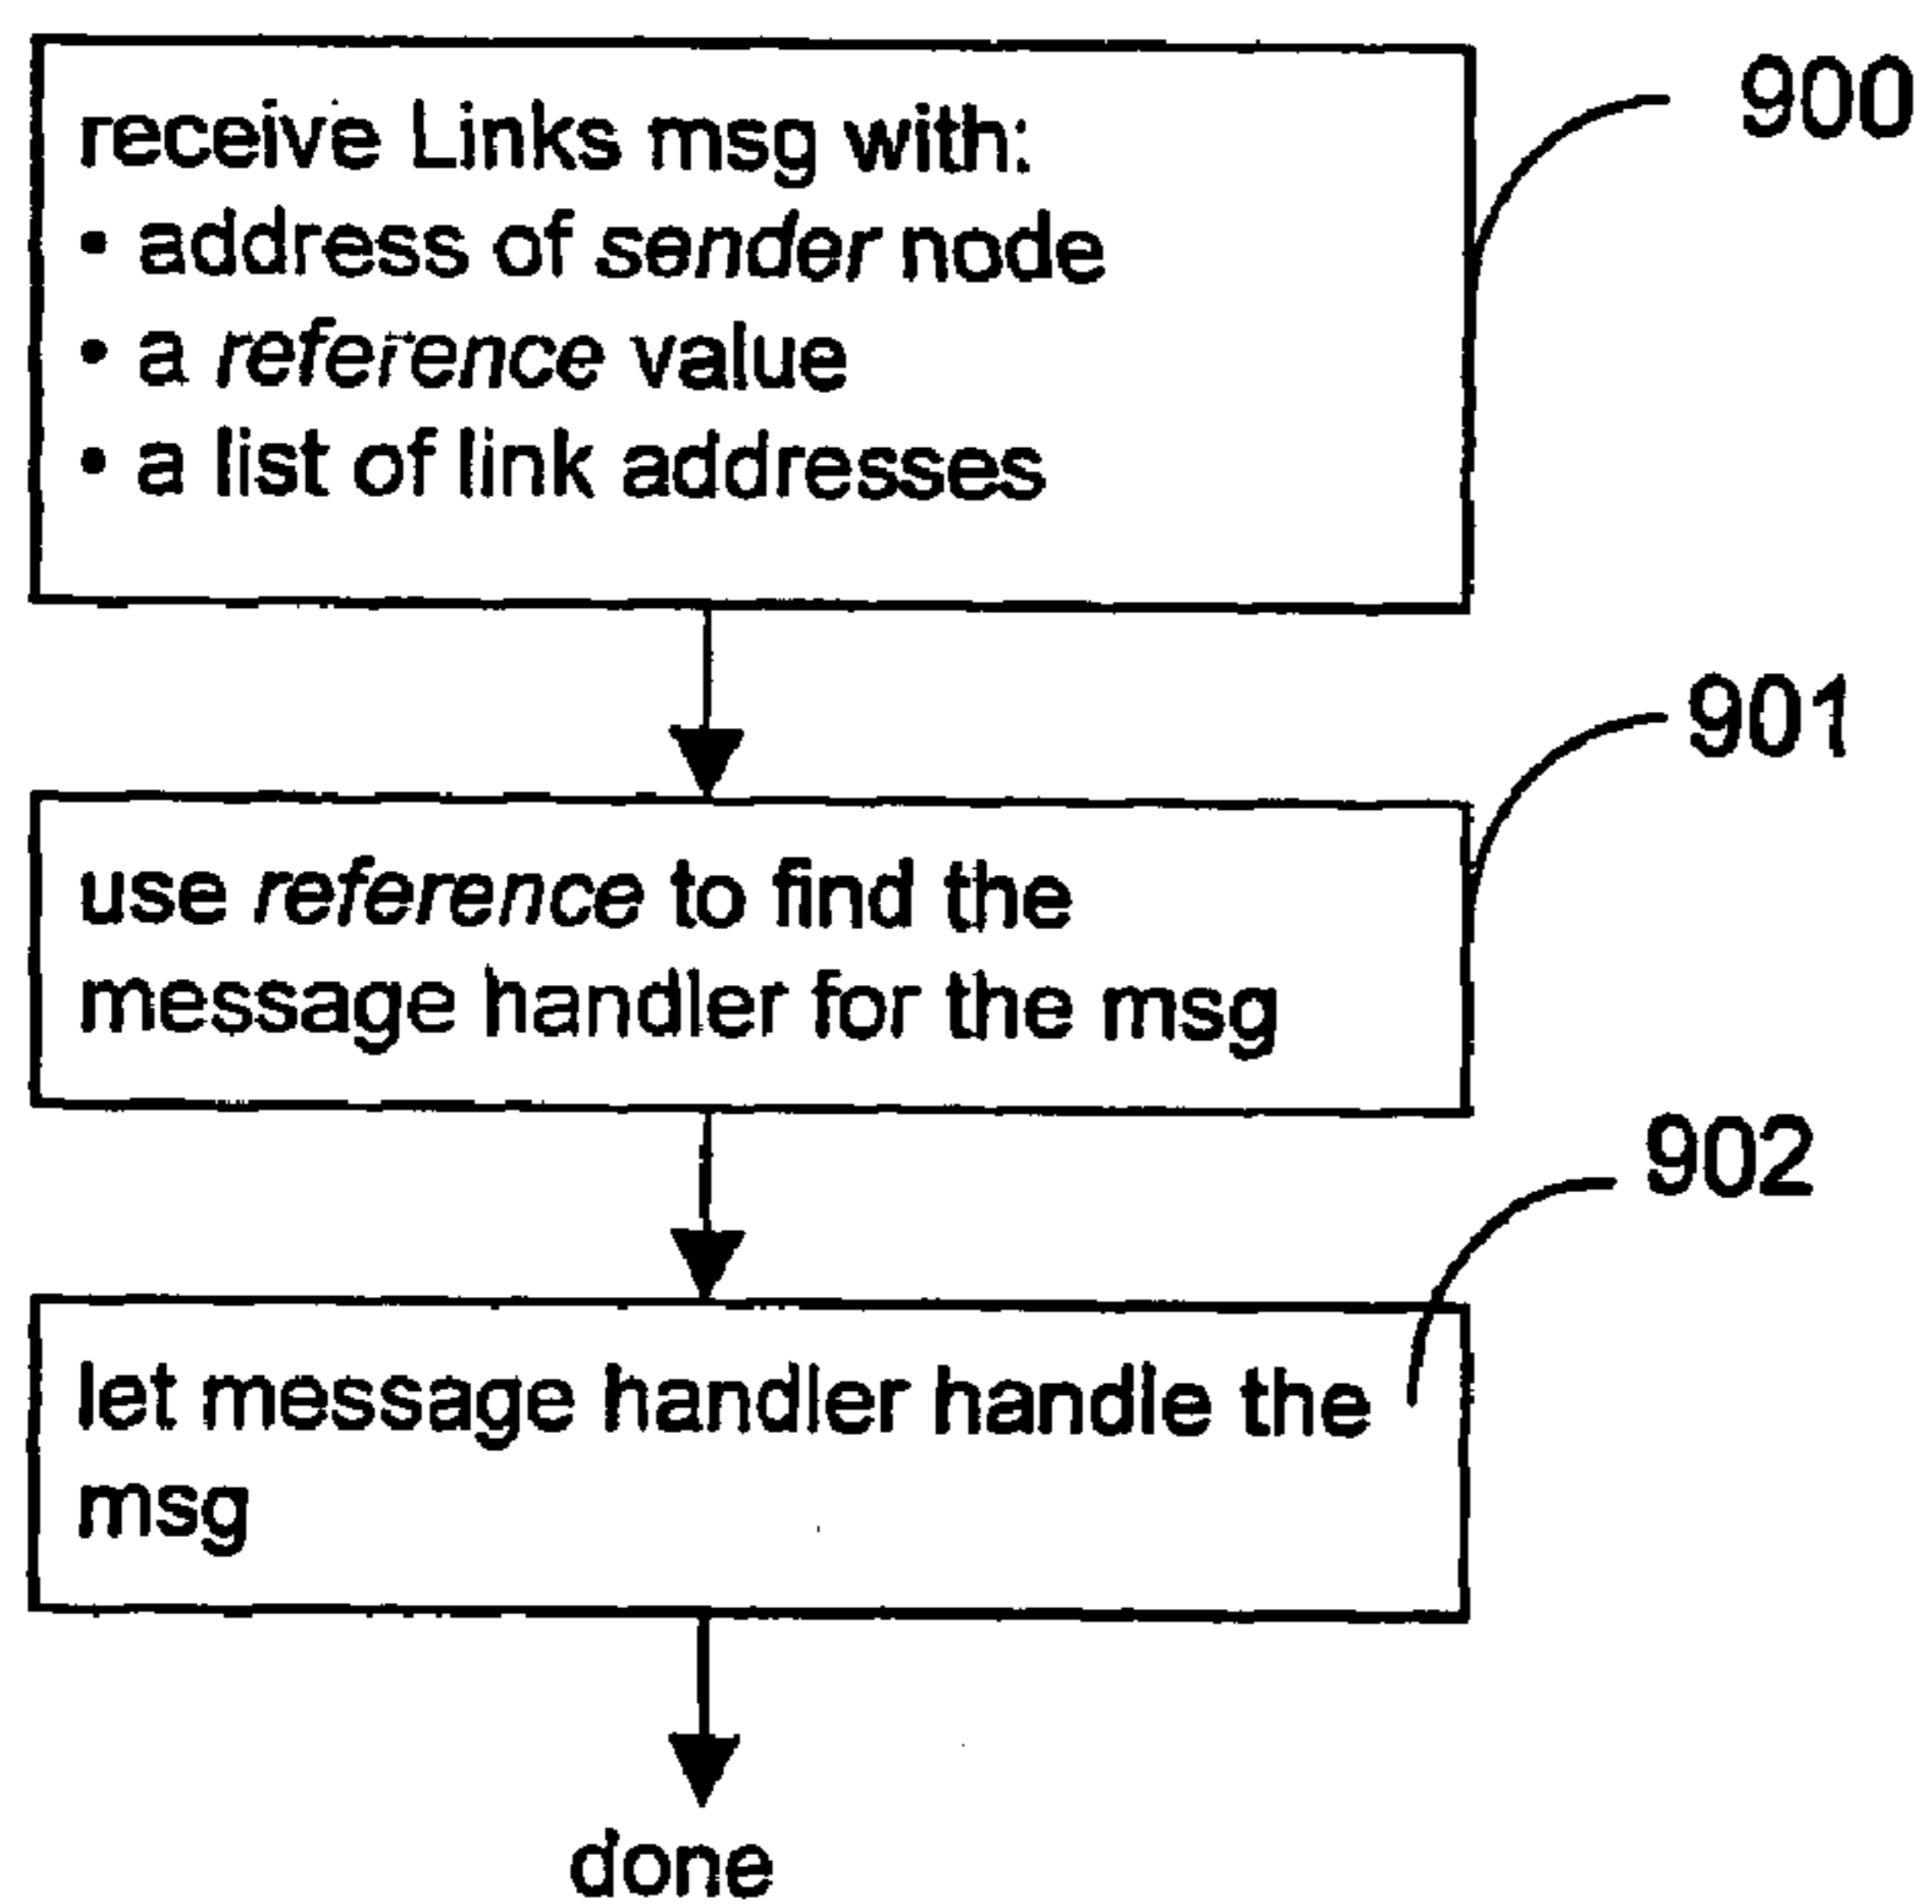 receive Links msg with:
• address of sender node
• a reference value
• a list of link addresses
900
use reference to find the
message handler for the msg
901
let message handler handle the
msg
902
done